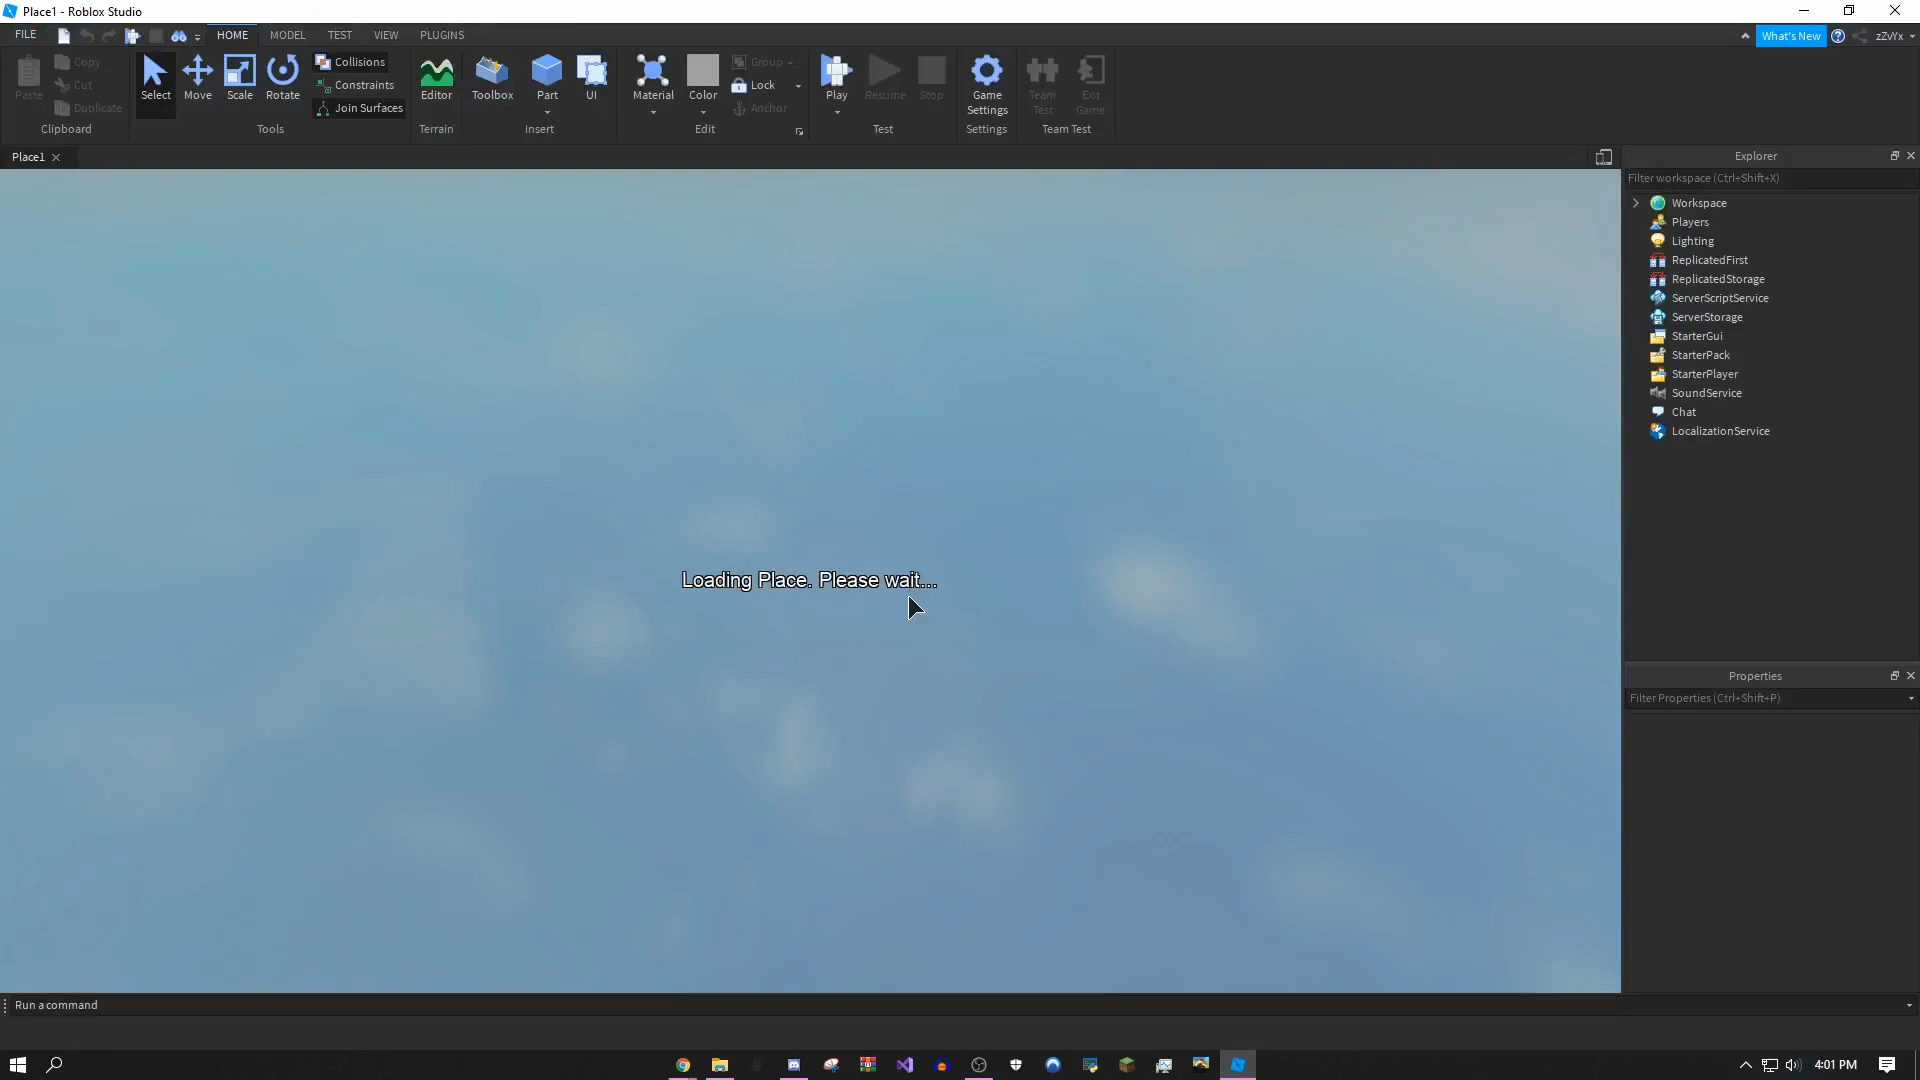 Place1 - Roblox Studio
FILE HOME MODEL TEST VIEW PLUGINS What's New zZvYx
Paste Copy Cut Duplicate
Clipboard
Select Move Scale Rotate Collisions Constraints Join Surfaces
Tools
Editor
Terrain
Toolbox Part UI
Insert
Material Color Group Lock Anchor
Edit
Play Resume Stop
Test
Game Settings
Settings
Team Test Exit Game
Team Test
Place1
Explorer
Filter workspace (Ctrl+Shift+X)
Workspace
Players
Lighting
ReplicatedFirst
ReplicatedStorage
ServerScriptService
ServerStorage
StarterGui
StarterPack
StarterPlayer
SoundService
Chat
LocalizationService
Loading Place. Please wait...
Properties
Filter Properties (Ctrl+Shift+P)
Run a command
4:01 PM